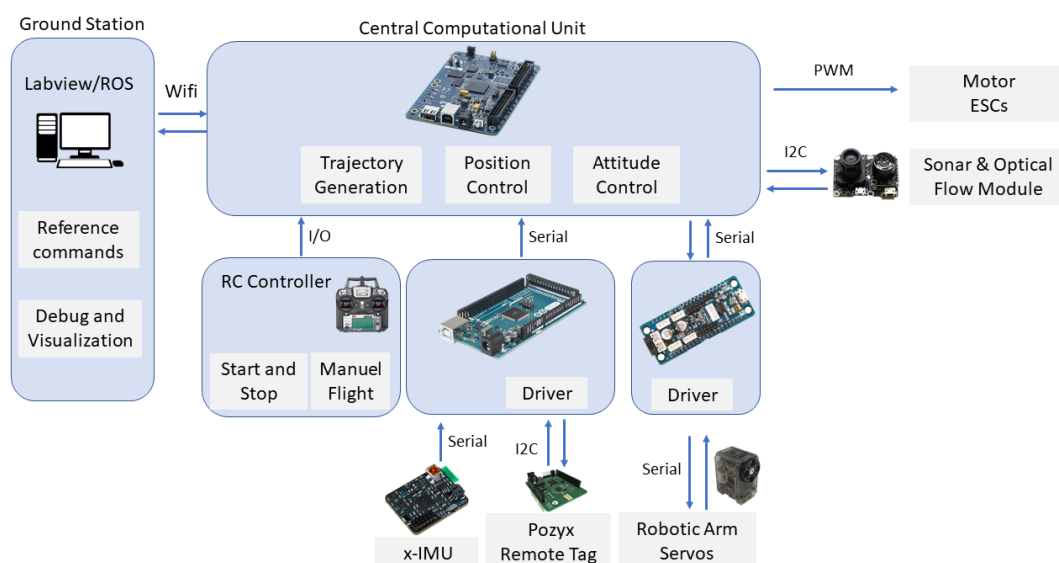 Ground Station
Central Computational Unit
Labview/ROS
Wifi
PWM
Motor
ESCs
I2C
Sonar & Optical
Flow Module
Trajectory
Generation
Position
Control
Attitude
Control
Reference
commands
I/O
Serial
Serial
RC Controller
Debug and
Visualization
Start and
Stop
Manuel
Flight
Driver
Driver
Serial
I2C
Serial
x-IMU
Pozyx
Remote Tag
Robotic Arm
Servos